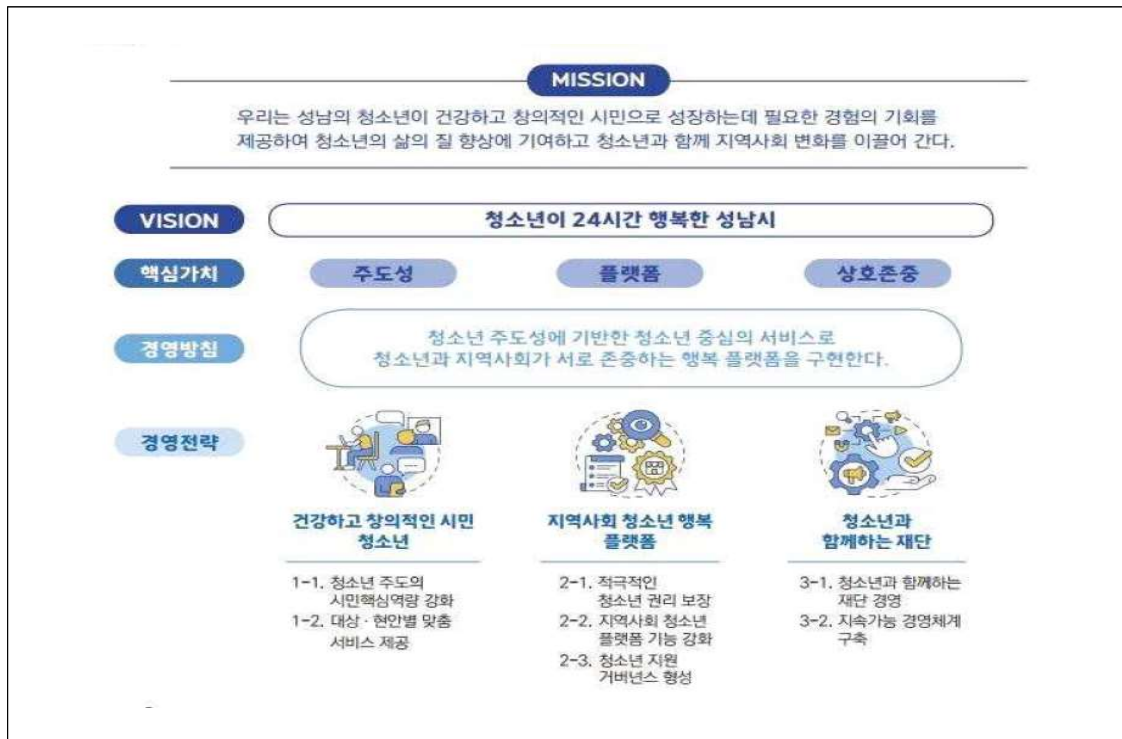 MISSION
우리는 성남의 청소년이 건강하고 창의적인 시민으로 성장하는데 필요한 경험의 기회를
제공하여 청소년의 삶의 질 향상에 기여하고 청소년과 함께 지역사회 변화를 이끌어 간다.
VISION
청소년이 24시간 행복한 성남시
핵심가치
주도성
플랫폼
상호존중
경영방침
청소년 주도성에 기반한 청소년 중심의 서비스로
청소년과 지역사회가 서로 존중하는 행복 플랫폼을 구현한다.
경영전략
건강하고 창의적인 시민
청소년
1-1. 청소년 주도의
시민핵심역량 강화
1-2. 대상·현안별 맞춤
서비스 제공
지역사회 청소년 행복
플랫폼
2-1. 적극적인
청소년 권리 보장
2-2. 지역사회 청소년
플랫폼 기능 강화
2-3. 청소년 지원
거버넌스 형성
청소년과
함께하는 재단
3-1. 청소년과 함께하는
재단 경영
3-2. 지속가능 경영체계
구축